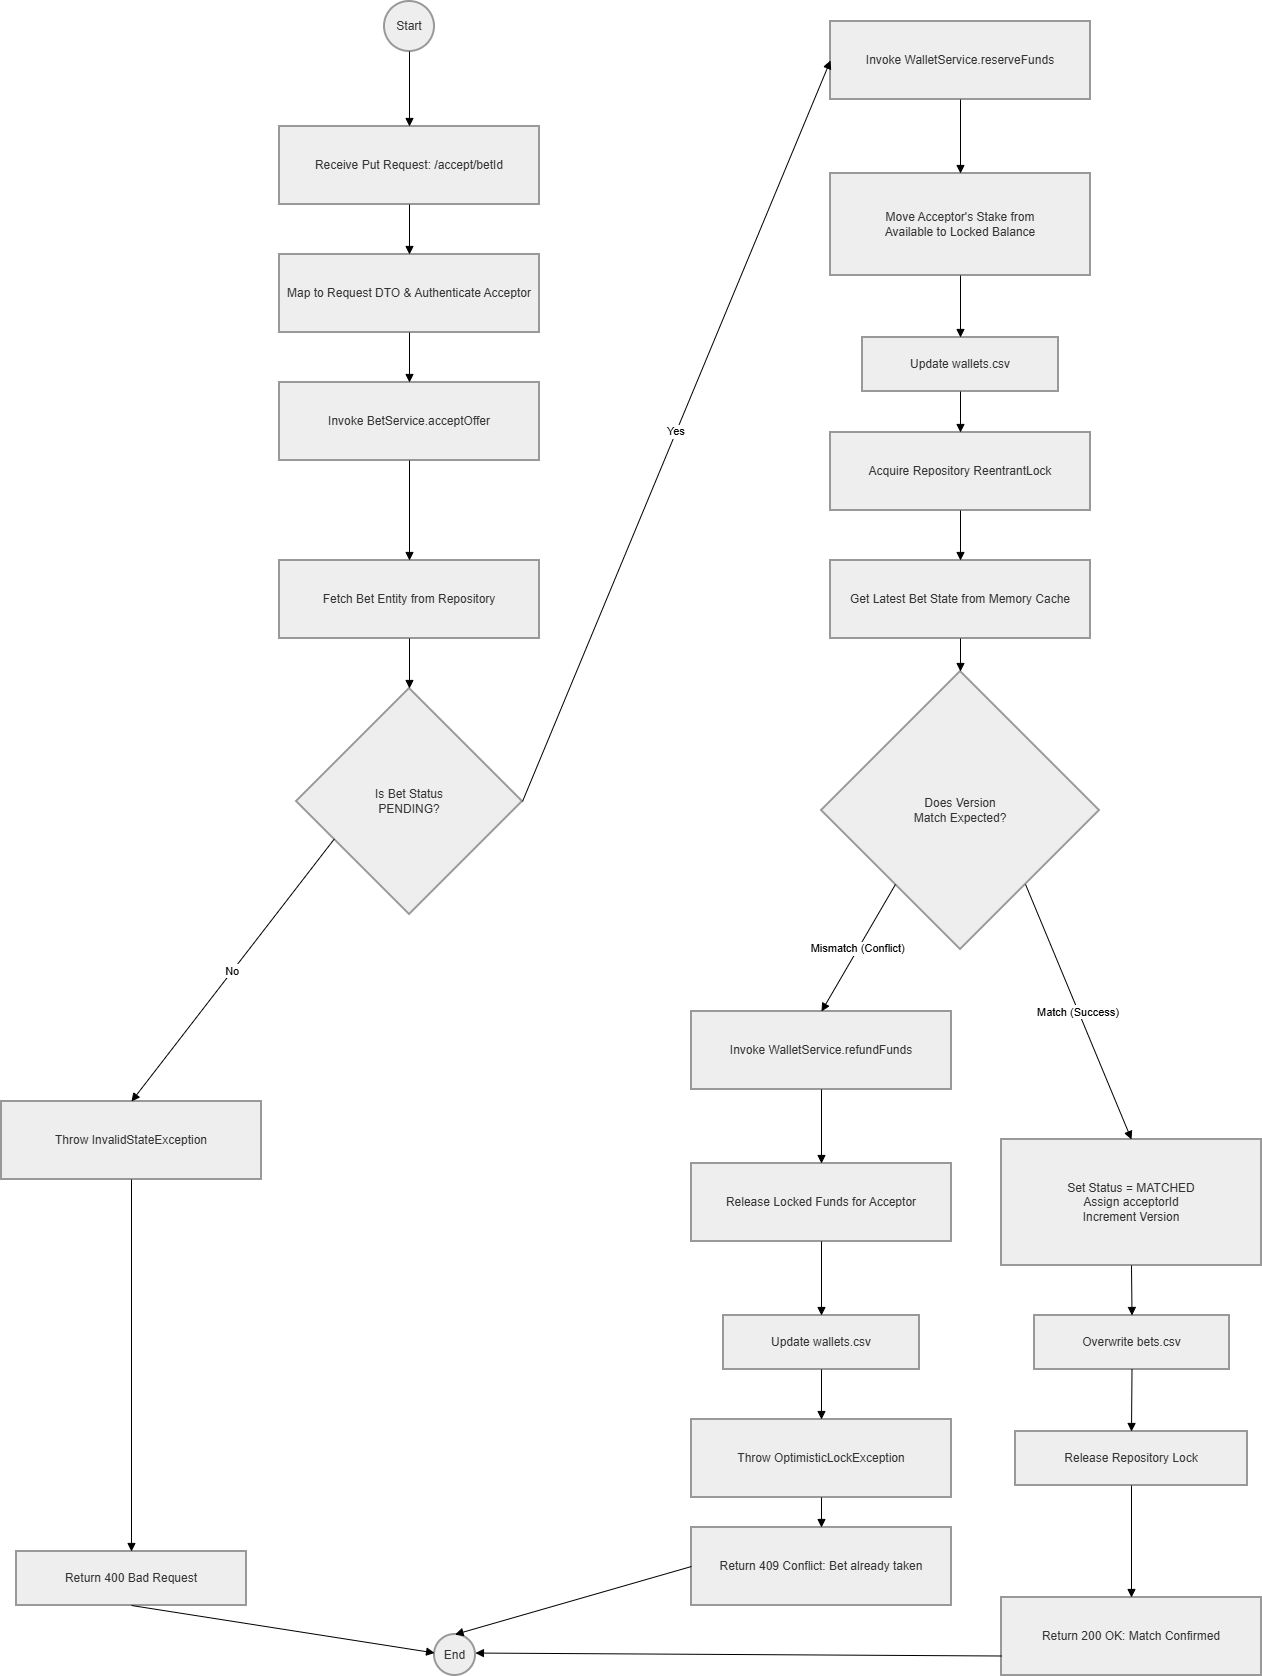 Start
Receive Put Request: /accept/betId
Map to Request DTO & Authenticate Acceptor
Invoke BetService.acceptOffer
Fetch Bet Entity from Repository
Is Bet Status
PENDING?
No
Throw InvalidStateException
Return 400 Bad Request
Yes
Invoke WalletService.reserveFunds
Move Acceptor's Stake from
Available to Locked Balance
Update wallets.csv
Acquire Repository ReentrantLock
Get Latest Bet State from Memory Cache
Does Version
Match Expected?
Mismatch (Conflict)
Invoke WalletService.refundFunds
Release Locked Funds for Acceptor
Update wallets.csv
Throw OptimisticLockException
Return 409 Conflict: Bet already taken
Match (Success)
Set Status = MATCHED
Assign acceptorId
Increment Version
Overwrite bets.csv
Release Repository Lock
Return 200 OK: Match Confirmed
End